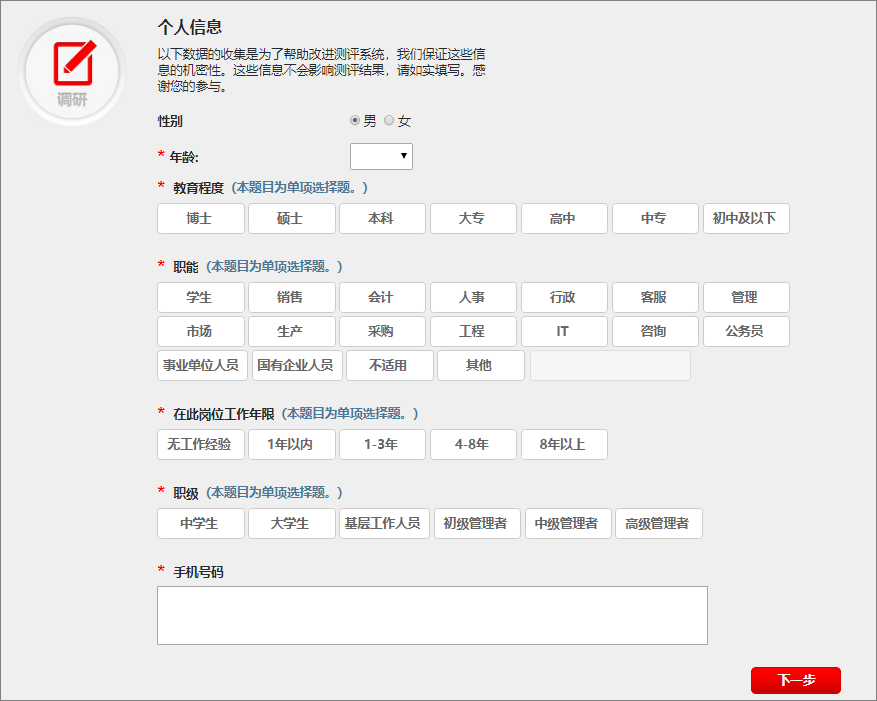 个人信息
以下数据的收集是为了帮助改进测评系统，我们保证这些信
息的机密性。这些信息不会影响测评结果，请如实填写。感
谢您的参与。
调研
性别 男 女
* 年龄:
* 教育程度（本题目为单项选择题。）
博士 硕士 本科 大专 高中 中专 初中及以下
* 职能（本题目为单项选择题。）
学生 销售 会计 人事 行政 客服 管理
市场 生产 采购 工程 IT 咨询 公务员
事业单位人员 国有企业人员 不适用 其他
* 在此岗位工作年限（本题目为单项选择题。）
无工作经验 1年以内 1-3年 4-8年 8年以上
* 职级（本题目为单项选择题。）
中学生 大学生 基层工作人员 初级管理者 中级管理者 高级管理者
* 手机号码
下一步